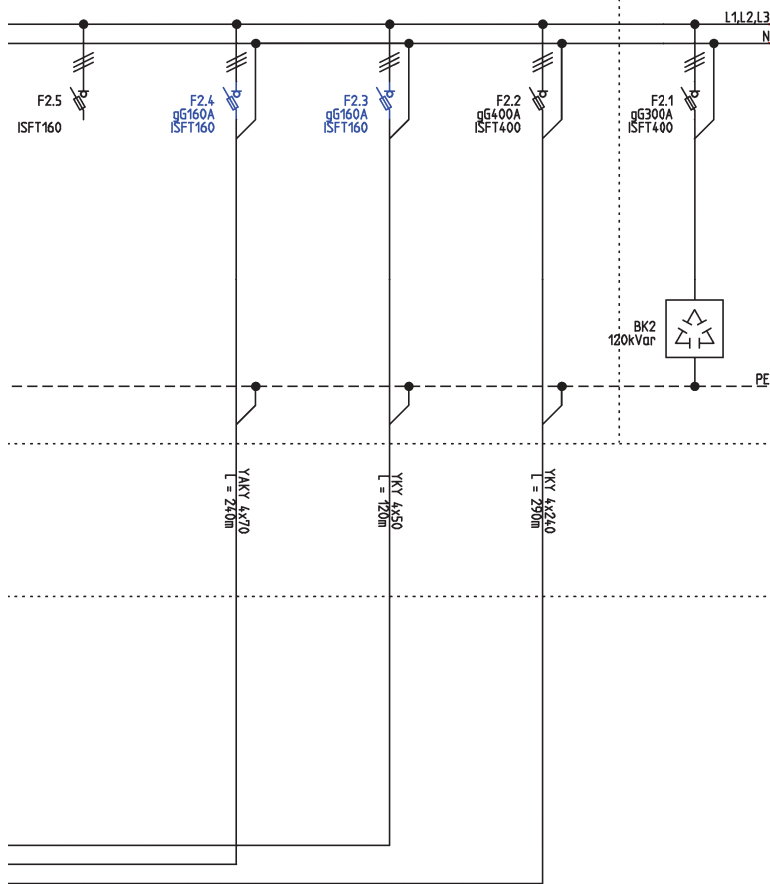 L1,L2,L3
N
F2.5
ISFT160
F2.4
gG160A
ISFT160
F2.3
gG160A
ISFT160
F2.2
gG400A
ISFT400
F2.1
gG300A
ISFT400
BK2
120kVar
PE
YAKY 4x70
L = 240m
YKY 4x50
L = 120m
YKY 4x240
L = 290m